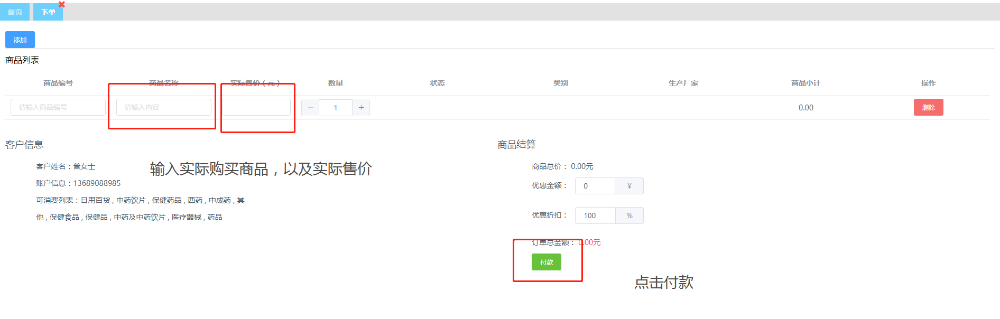 首页 下单
添加
商品列表
商品编号 商品名称 实际售价（元） 数量 状态 类别 生产厂家 商品小计 操作
请输入商品编号 请输入内容 − 1 + 0.00 删除
客户信息
客户姓名：普女士
账户信息：13689088985
可消费列表：日用百货 , 中药饮片 , 保健药品 , 西药 , 中成药 , 其
他 , 保健食品 , 保健品 , 中药及中药饮片 , 医疗器械 , 药品
输入实际购买商品，以及实际售价
商品结算
商品总价： 0.00元
优惠金额： 0 ¥
优惠折扣： 100 %
订单总金额： 0.00元
付款
点击付款